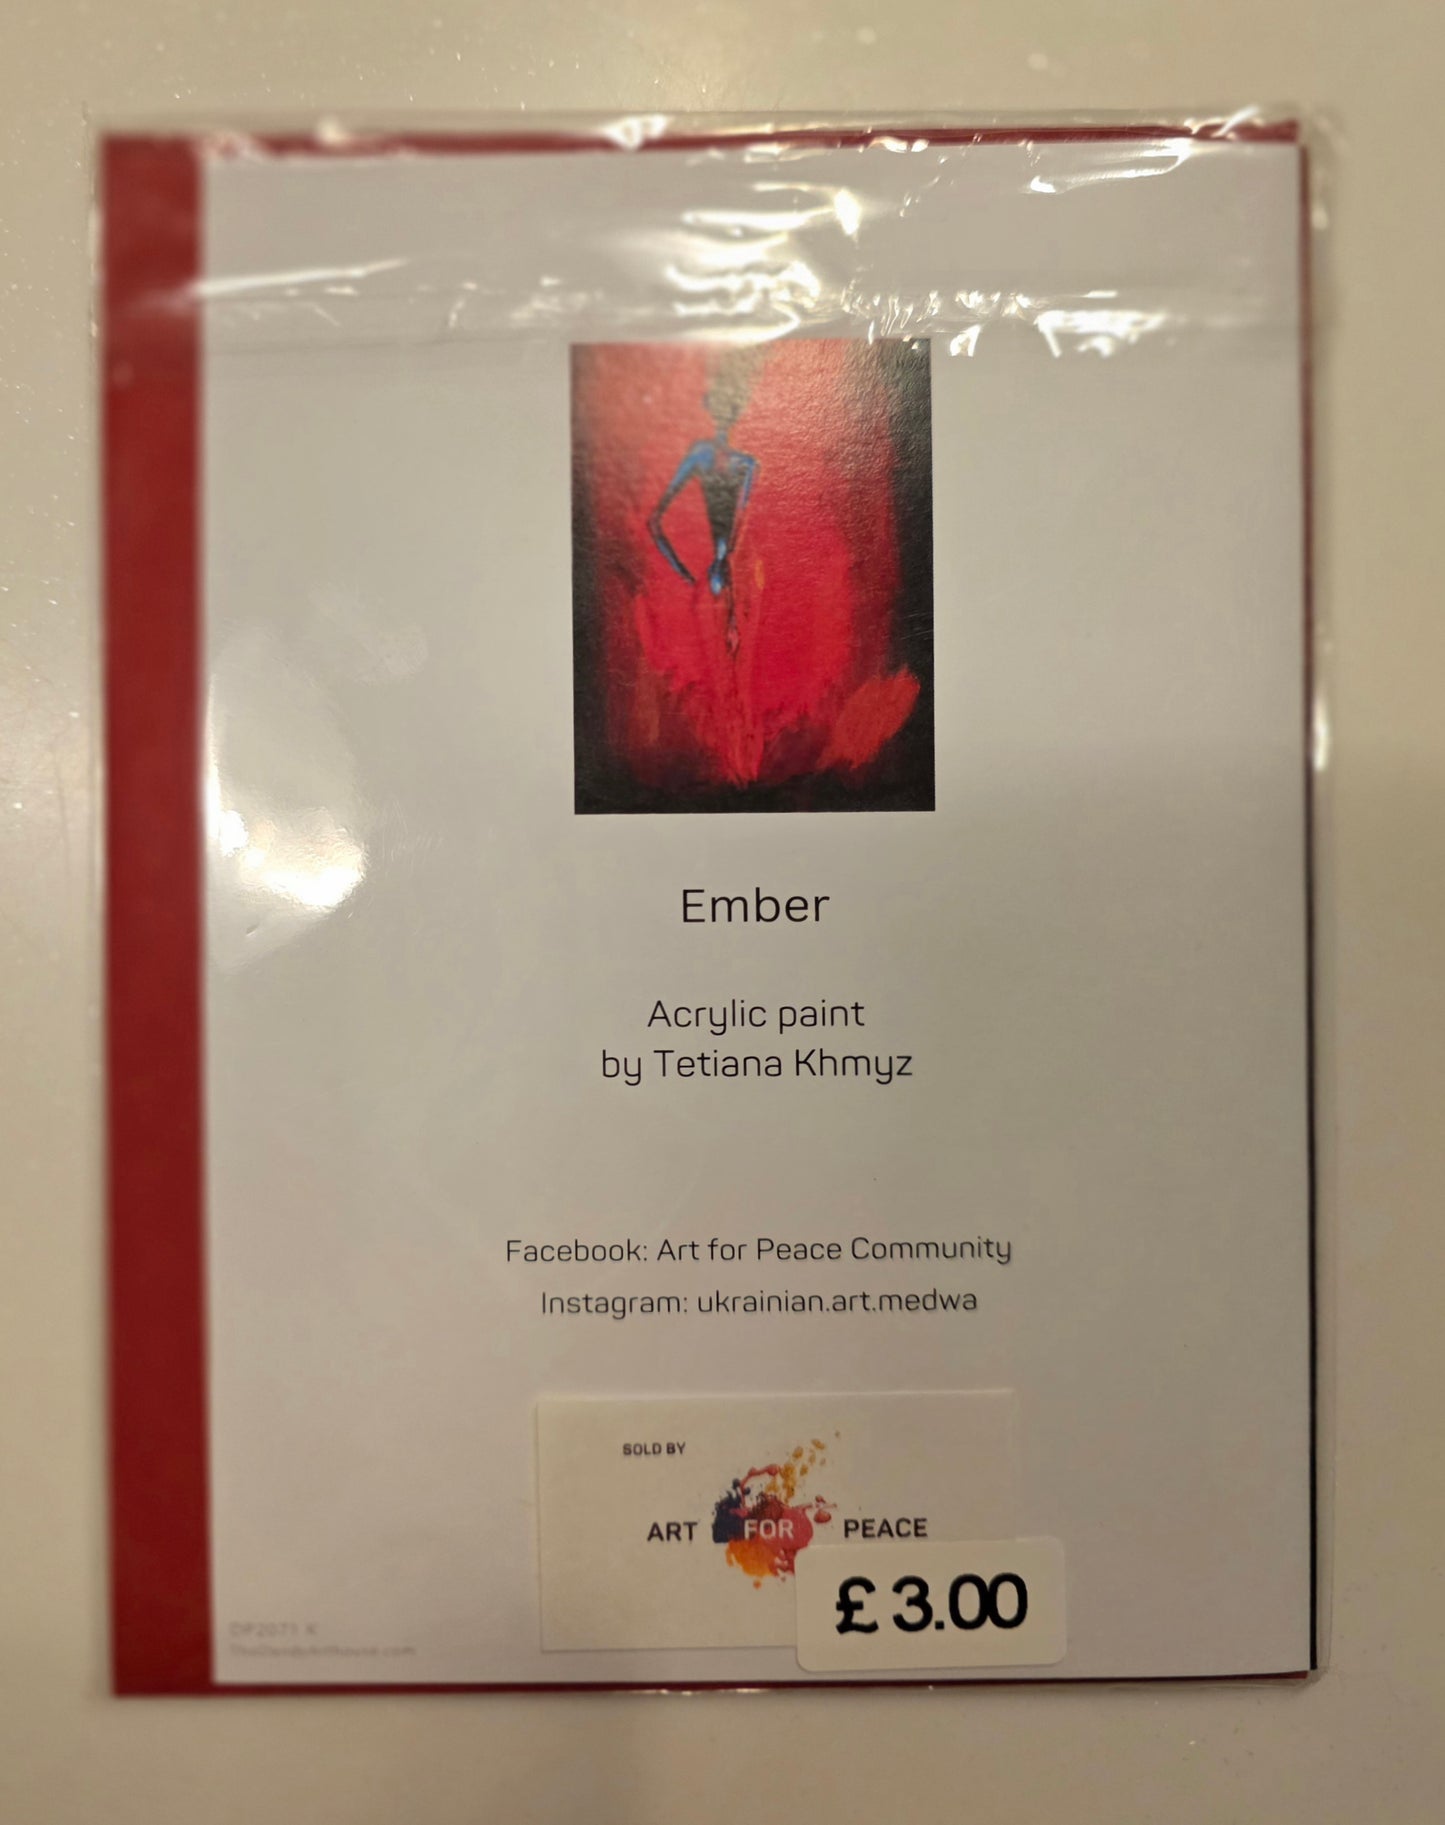 Ember
Acrylic paint
by Tetiana Khmyz
Facebook: Art for Peace Community
Instagram: ukrainian.art.medwa
SOLD BY
ART FOR PEACE
£3.00
DP2071 K